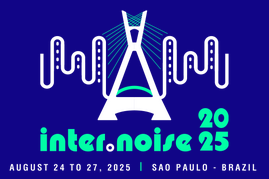 inter.noise 20
25
AUGUST 24 TO 27, 2025 | SAO PAULO - BRAZIL